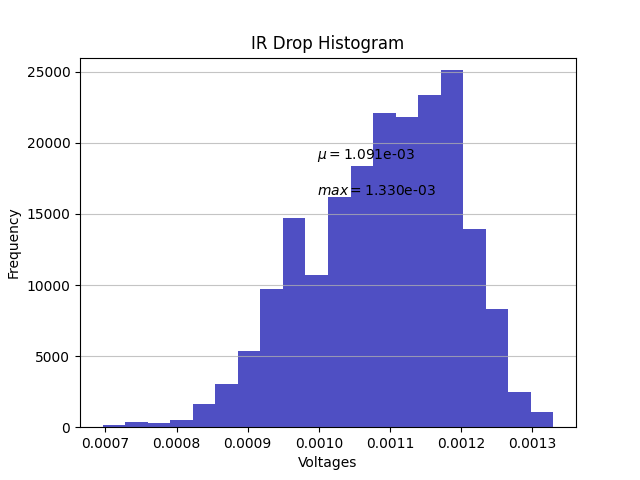 IR Drop Histogram
25000
20000
15000
10000
5000
0
Frequency
μ = 1.091e-03
max = 1.330e-03
0.0007 0.0008 0.0009 0.0010 0.0011 0.0012 0.0013
Voltages